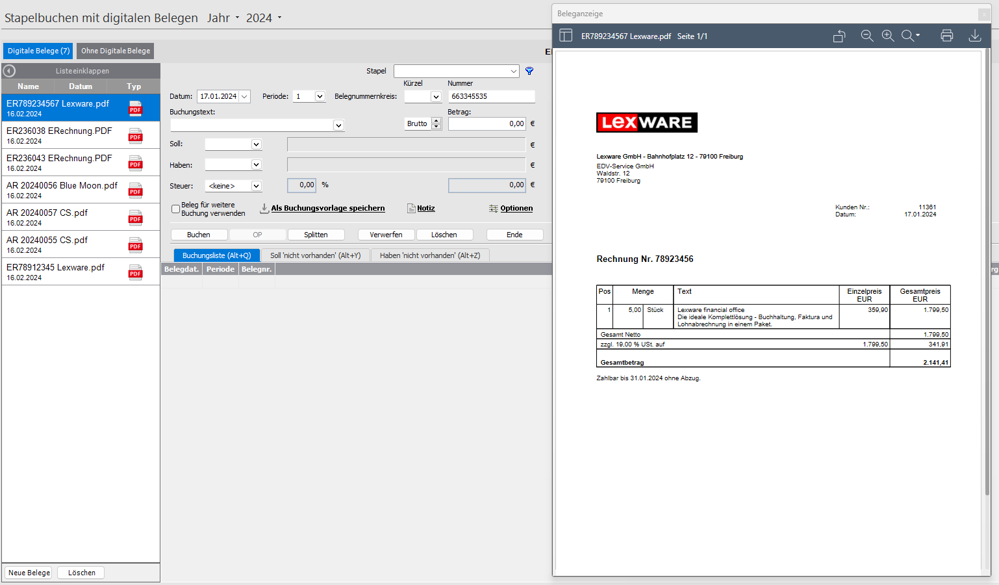 Stapelbuchen mit digitalen Belegen Jahr 2024
Digitale Belege (7) Ohne Digitale Belege
Liste einklappen
Name Datum Typ
ER789234567 Lexware.pdf
16.02.2024
PDF
ER236038 ERechnung.PDF
16.02.2024
PDF
ER236043 ERechnung.PDF
16.02.2024
PDF
AR 20240056 Blue Moon.pdf
16.02.2024
PDF
AR 20240057 CS.pdf
16.02.2024
PDF
AR 20240055 CS.pdf
16.02.2024
PDF
ER78912345 Lexware.pdf
16.02.2024
PDF
Neue Belege Löschen
Stapel
Kürzel Nummer
Datum: 17.01.2024 Periode: 1 Belegnummernkreis: 663345535
Buchungstext: Betrag:
Brutto 0,00 €
Soll: €
Haben: €
Steuer: <keine> 0,00 % 0,00 €
Beleg für weitere
Buchung verwenden
Als Buchungsvorlage speichern Notiz Optionen
Buchen OP Splitten Verwerfen Löschen Ende
Buchungsliste (Alt+Q) Soll 'nicht vorhanden' (Alt+Y) Haben 'nicht vorhanden' (Alt+Z)
Belegdat. Periode Belegnr.
Beleganzeige
ER789234567 Lexware.pdf Seite 1/1
LEXWARE
Lexware GmbH - Bahnhofplatz 12 - 79100 Freiburg
EDV-Service GmbH
Waldstr. 12
79100 Freiburg
Kunden Nr.: 11361
Datum: 17.01.2024
Rechnung Nr. 78923456
Pos Menge Text Einzelpreis Gesamtpreis
EUR EUR
1 5,00 Stück Lexware financial office 359,90 1.799,50
Die ideale Komplettlösung - Buchhaltung, Faktura und
Lohnabrechnung in einem Paket.
Gesamt Netto 1.799,50
zzgl. 19,00 % USt. auf 1.799,50 341,91
Gesamtbetrag 2.141,41
Zahlbar bis 31.01.2024 ohne Abzug.